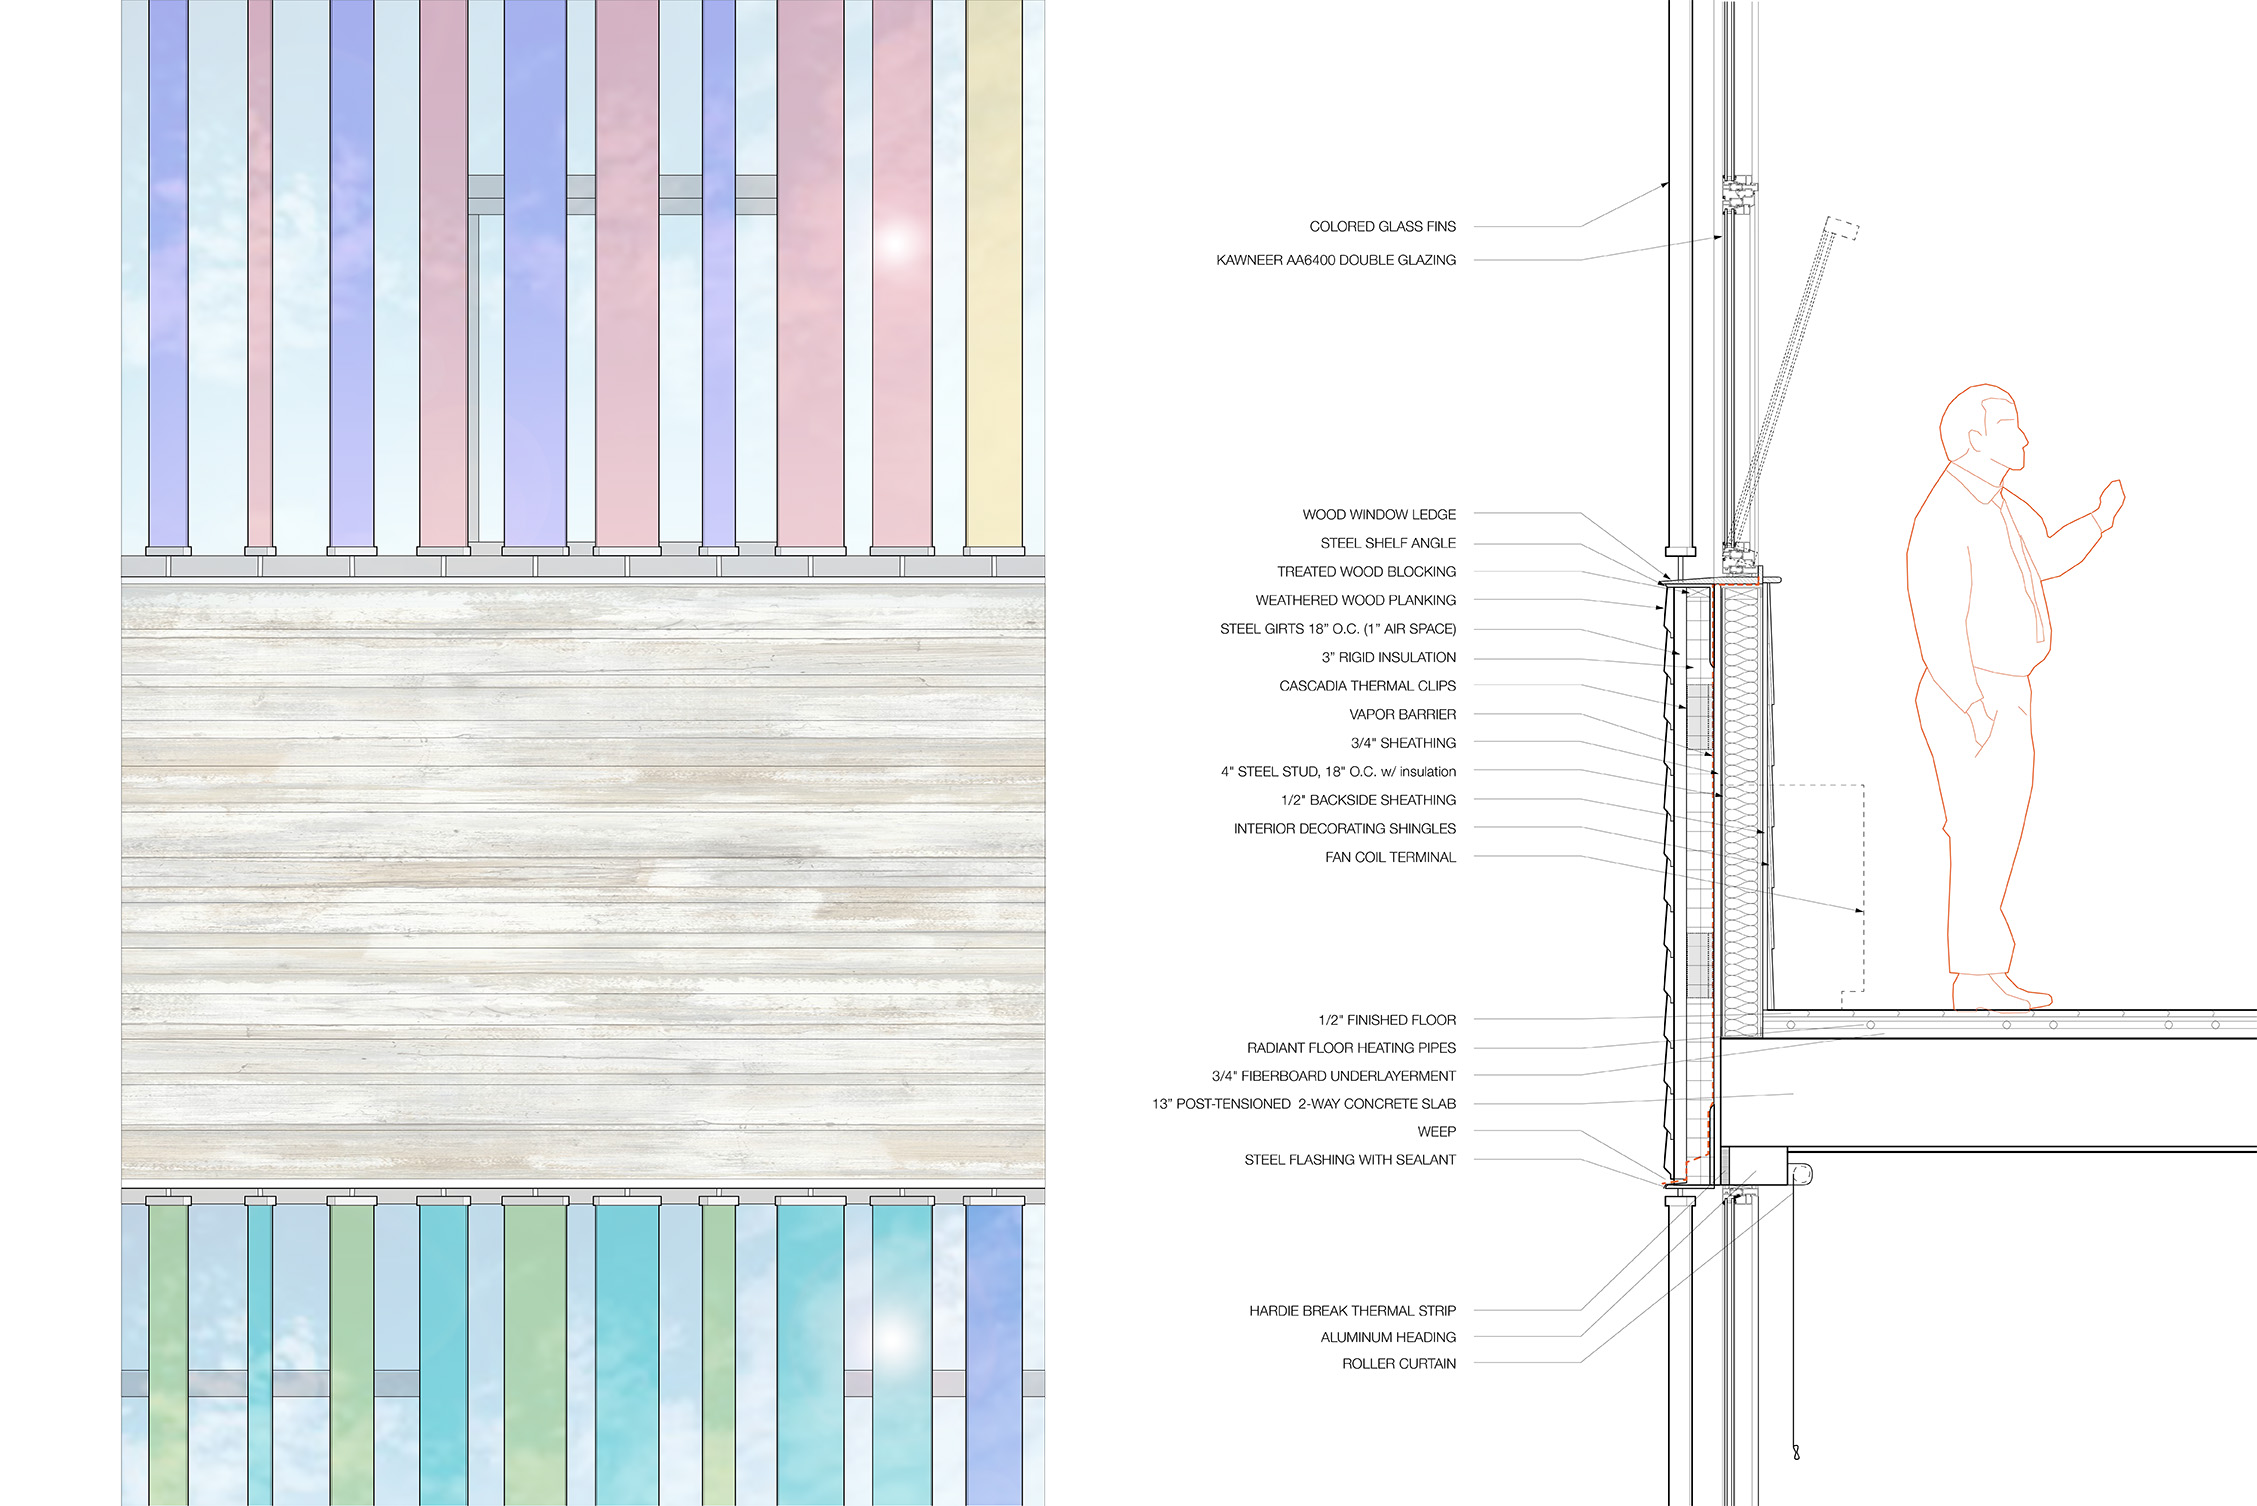 COLORED GLASS FINS
KAWNEER AA6400 DOUBLE GLAZING
WOOD WINDOW LEDGE
STEEL SHELF ANGLE
TREATED WOOD BLOCKING
WEATHERED WOOD PLANKING
STEEL GIRTS 18” O.C. (1” AIR SPACE)
3” RIGID INSULATION
CASCADIA THERMAL CLIPS
VAPOR BARRIER
3/4" SHEATHING
4" STEEL STUD, 18" O.C. w/ insulation
1/2" BACKSIDE SHEATHING
INTERIOR DECORATING SHINGLES
FAN COIL TERMINAL
1/2" FINISHED FLOOR
RADIANT FLOOR HEATING PIPES
3/4" FIBERBOARD UNDERLAYERMENT
13” POST-TENSIONED 2-WAY CONCRETE SLAB
WEEP
STEEL FLASHING WITH SEALANT
HARDIE BREAK THERMAL STRIP
ALUMINUM HEADING
ROLLER CURTAIN